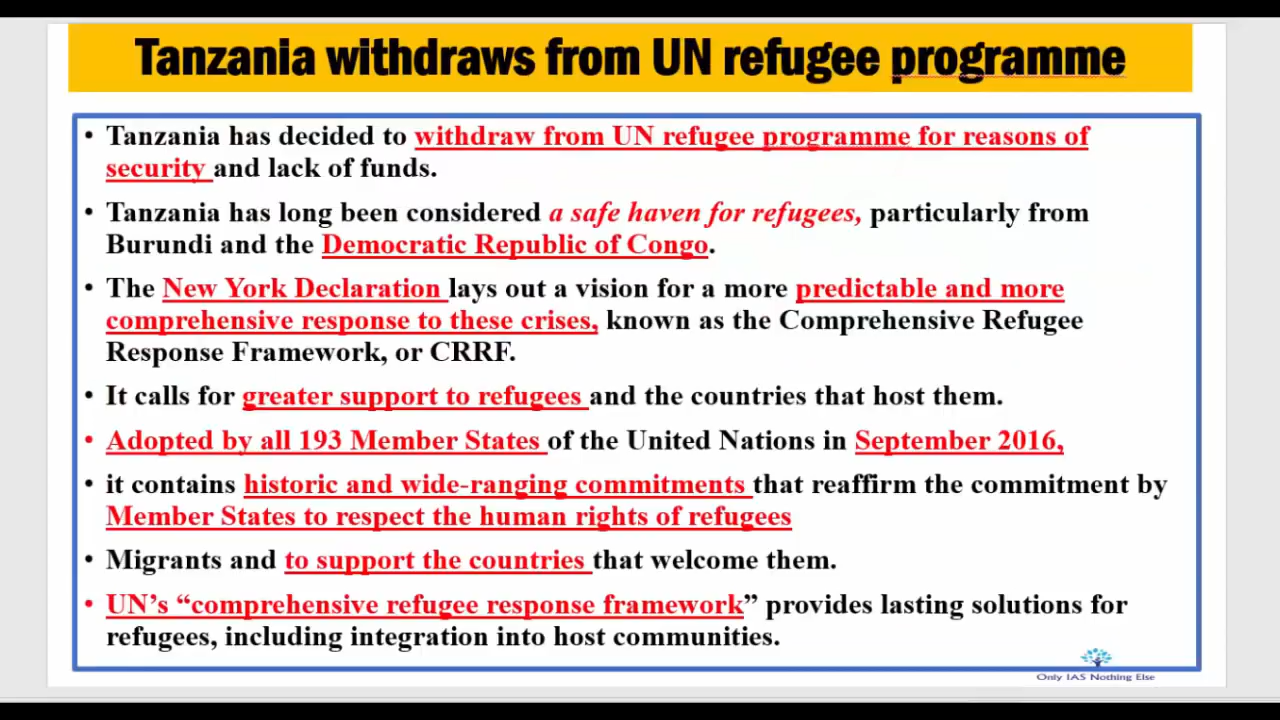 Tanzania withdraws from UN refugee programme
• Tanzania has decided to withdraw from UN refugee programme for reasons of
security and lack of funds.
• Tanzania has long been considered a safe haven for refugees, particularly from
Burundi and the Democratic Republic of Congo.
• The New York Declaration lays out a vision for a more predictable and more
comprehensive response to these crises, known as the Comprehensive Refugee
Response Framework, or CRRF.
• It calls for greater support to refugees and the countries that host them.
• Adopted by all 193 Member States of the United Nations in September 2016,
• it contains historic and wide-ranging commitments that reaffirm the commitment by
Member States to respect the human rights of refugees
• Migrants and to support the countries that welcome them.
• UN’s “comprehensive refugee response framework” provides lasting solutions for
refugees, including integration into host communities.
Only IAS Nothing Else